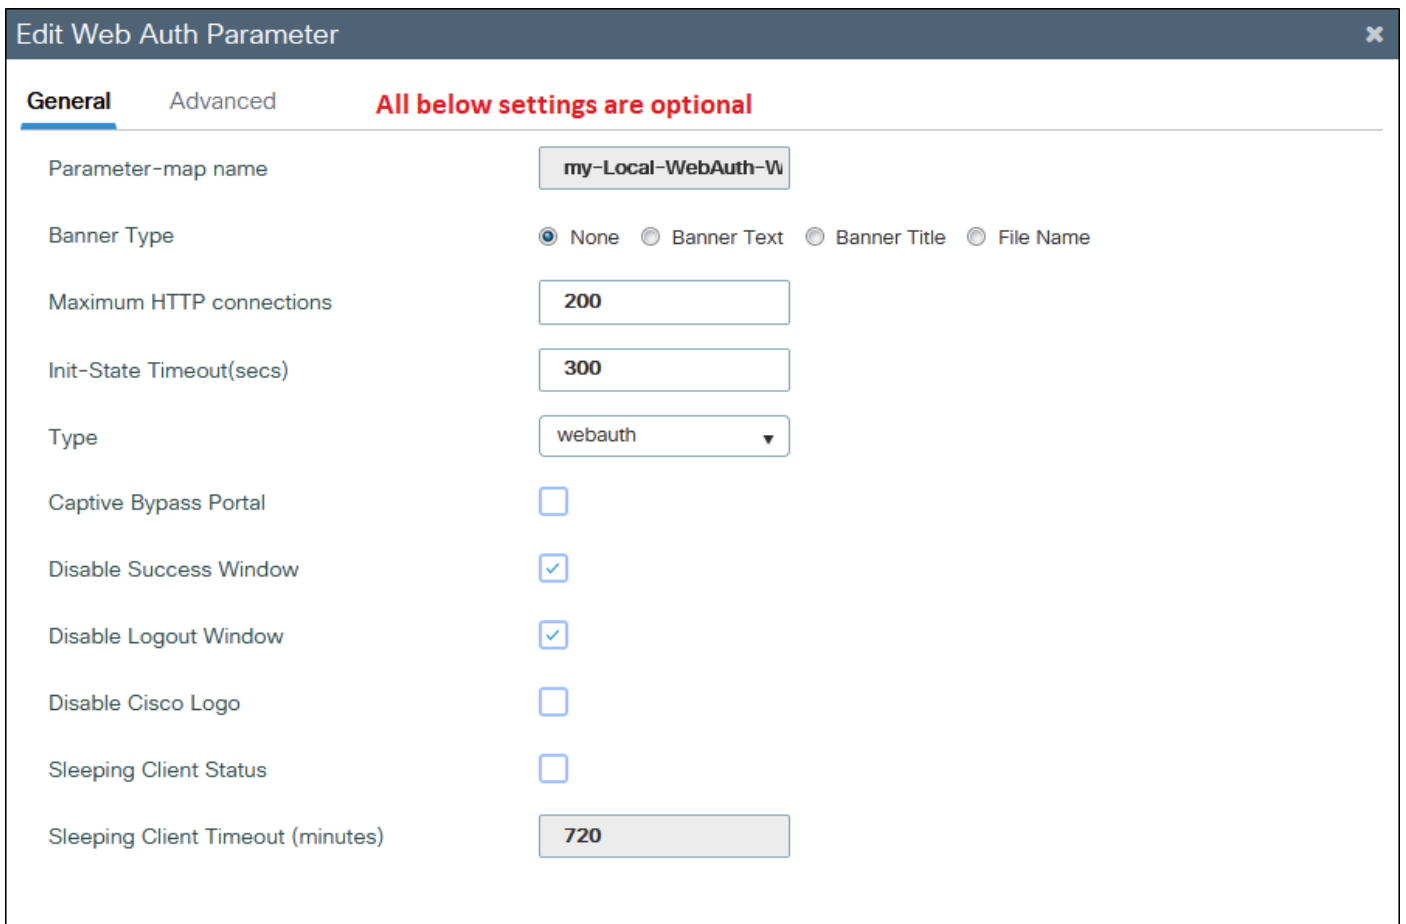 Edit Web Auth Parameter
General Advanced All below settings are optional
Parameter-map name my-Local-WebAuth-W
Banner Type None Banner Text Banner Title File Name
Maximum HTTP connections 200
Init-State Timeout(secs) 300
Type webauth
Captive Bypass Portal
Disable Success Window
Disable Logout Window
Disable Cisco Logo
Sleeping Client Status
Sleeping Client Timeout (minutes) 720